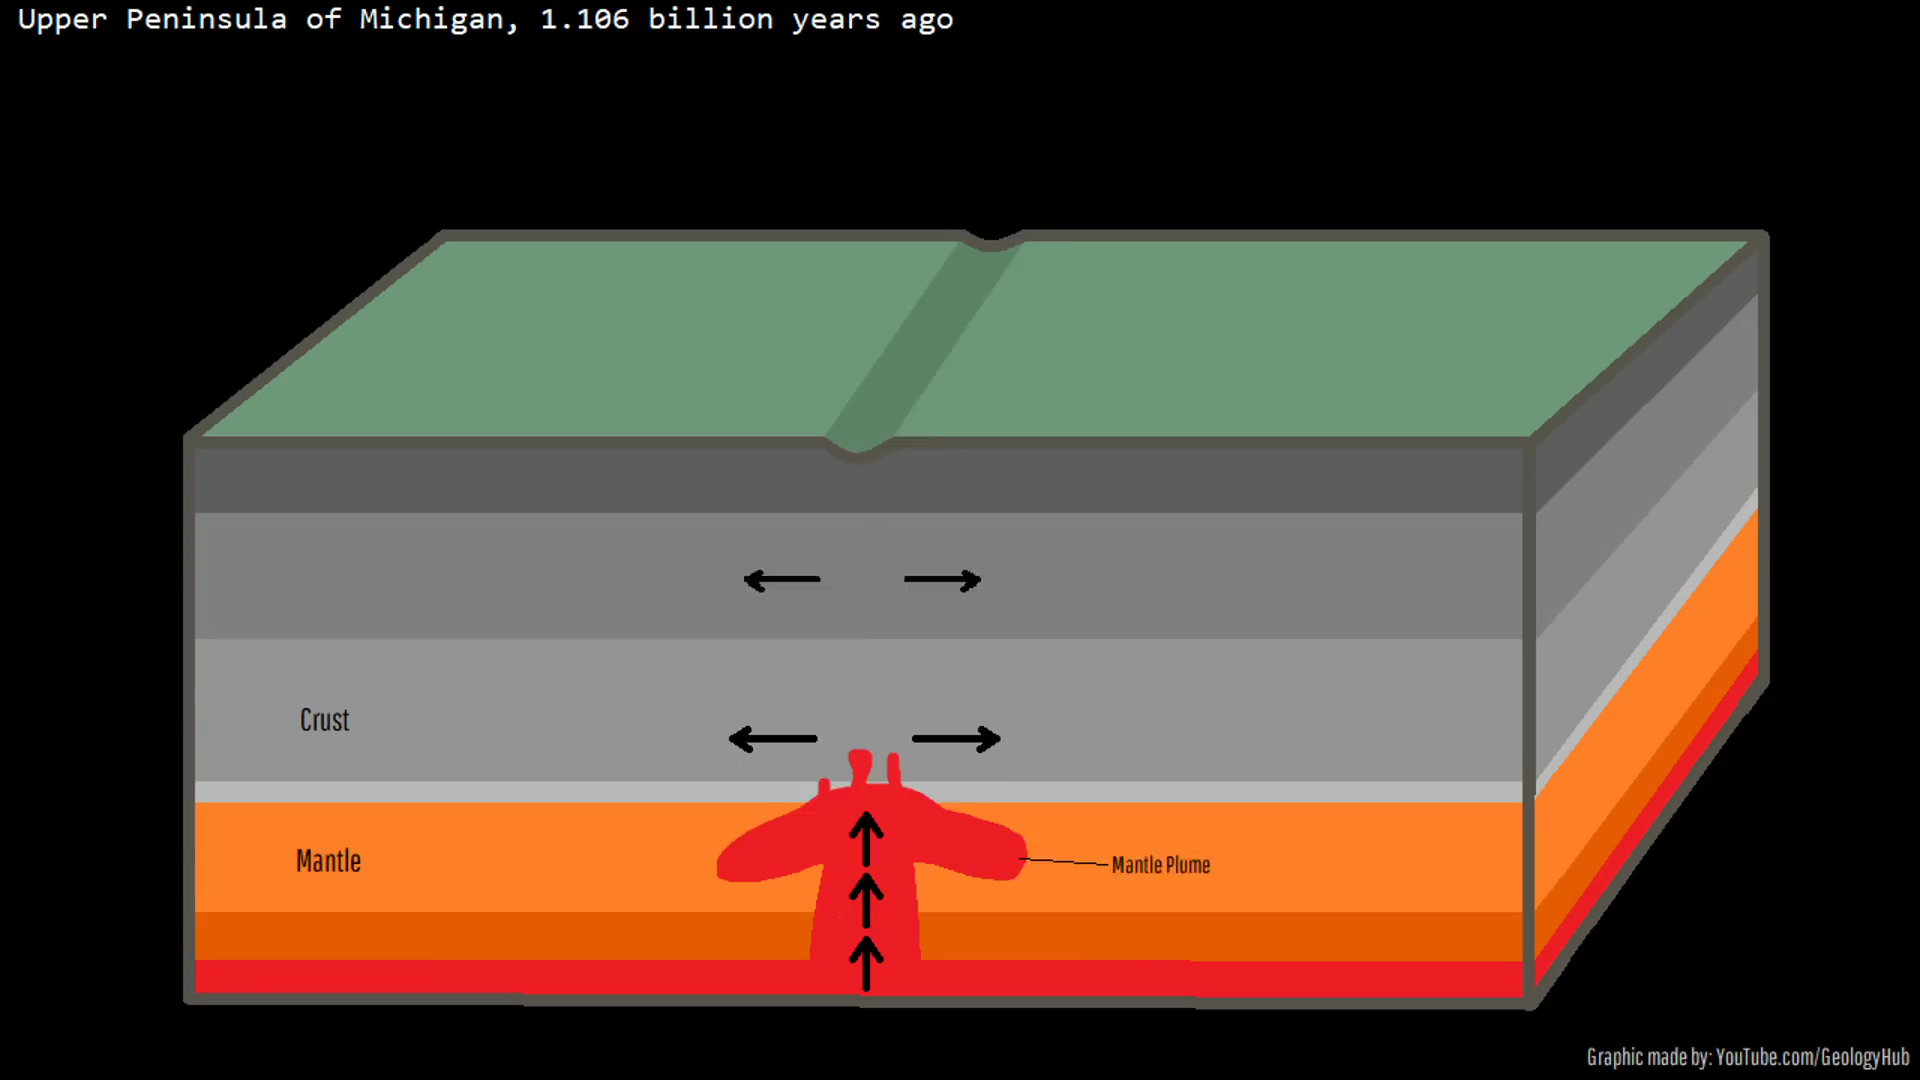 Upper Peninsula of Michigan, 1.106 billion years ago
Crust
Mantle
Mantle Plume
Graphic made by: YouTube.com/GeologyHub